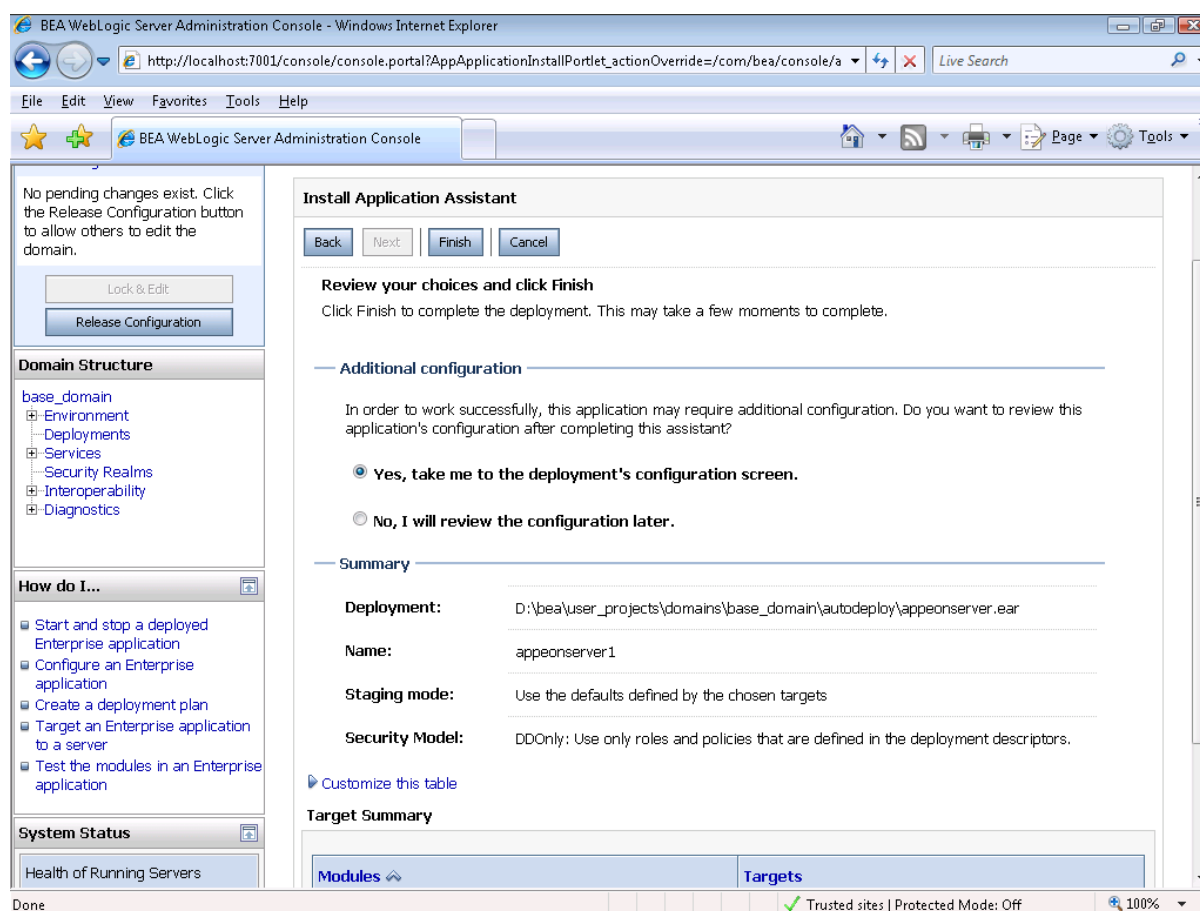 BEA WebLogic Server Administration Console - Windows Internet Explorer
http://localhost:7001/console/console.portal?AppApplicationInstallPortlet_actionOverride=/com/bea/console/a
Live Search
File Edit View Favorites Tools Help
BEA WebLogic Server Administration Console
Page Tools
No pending changes exist. Click
the Release Configuration button
to allow others to edit the
domain.
Lock & Edit
Release Configuration
Domain Structure
base_domain
Environment
Deployments
Services
Security Realms
Interoperability
Diagnostics
How do I...
Start and stop a deployed
Enterprise application
Configure an Enterprise
application
Create a deployment plan
Target an Enterprise application
to a server
Test the modules in an Enterprise
application
System Status
Health of Running Servers
Install Application Assistant
Back Next Finish Cancel
Review your choices and click Finish
Click Finish to complete the deployment. This may take a few moments to complete.
Additional configuration
In order to work successfully, this application may require additional configuration. Do you want to review this
application's configuration after completing this assistant?
Yes, take me to the deployment's configuration screen.
No, I will review the configuration later.
Summary
Deployment: D:\bea\user_projects\domains\base_domain\autodeploy\appeonserver.ear
Name: appeonserver1
Staging mode: Use the defaults defined by the chosen targets
Security Model: DDOnly: Use only roles and policies that are defined in the deployment descriptors.
Customize this table
Target Summary
Modules Targets
Done Trusted sites | Protected Mode: Off 100%